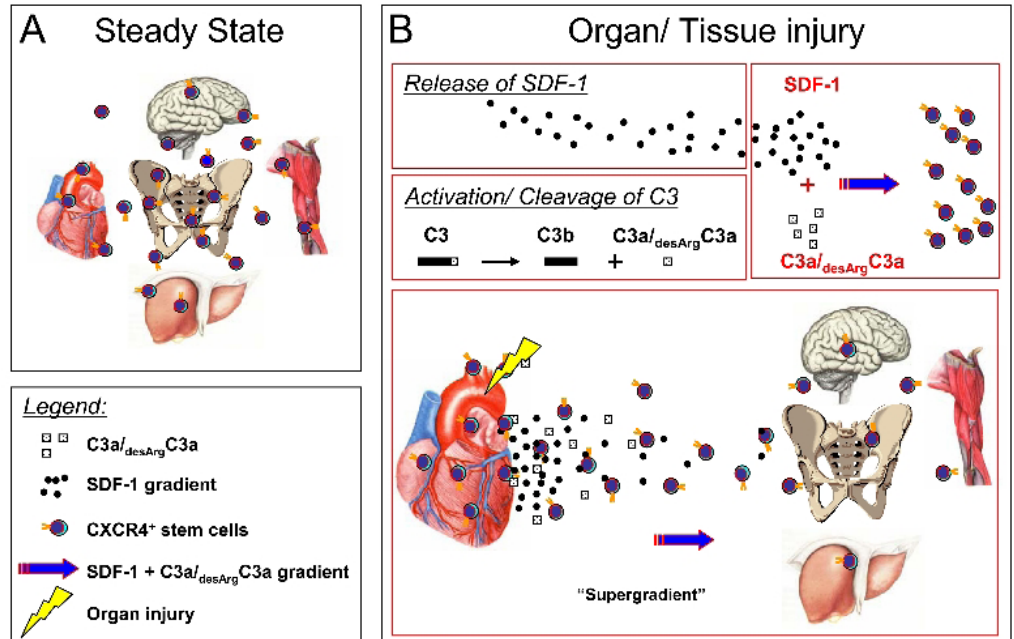 A Steady State
Legend:
C3a/desArgC3a
SDF-1 gradient
CXCR4+ stem cells
SDF-1 + C3a/desArgC3a gradient
Organ injury
B Organ/ Tissue injury
Release of SDF-1
Activation/ Cleavage of C3
C3 C3b C3a/desArgC3a
+
SDF-1
+
C3a/desArgC3a
"Supergradient"